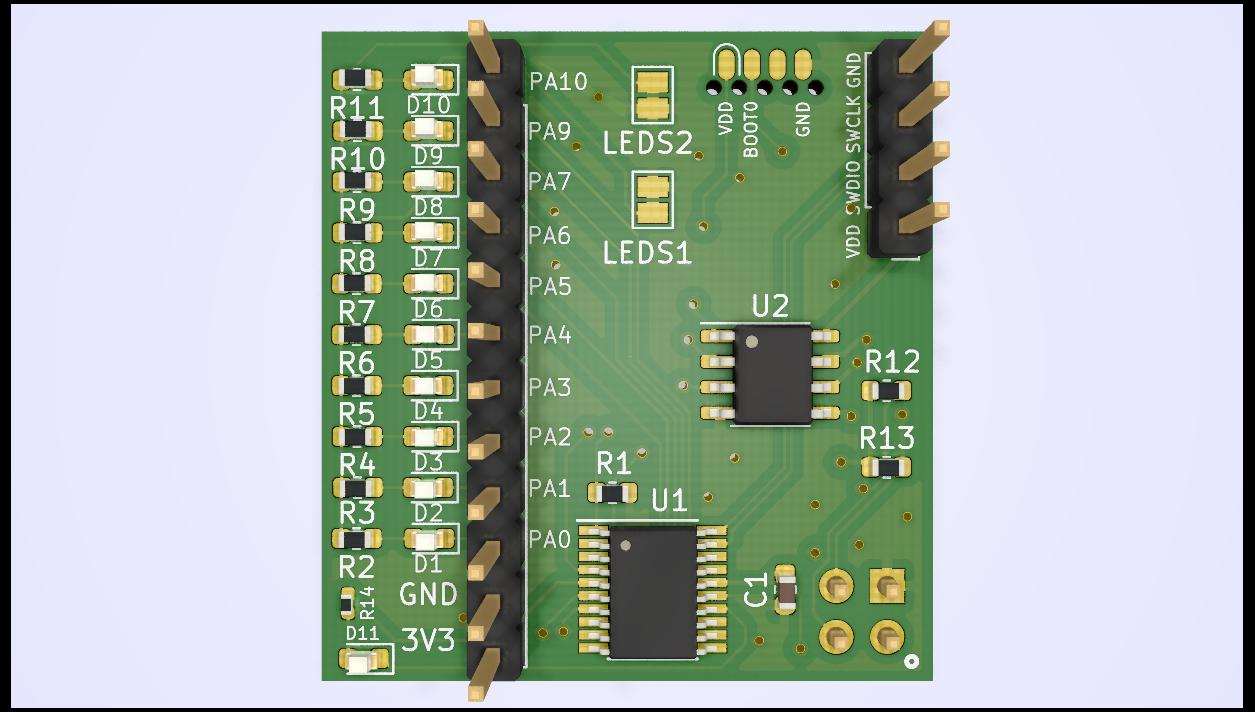 PA10
R11
D10
PA9
R10
D9
PA7
R9
D8
PA6
R8
D7
PA5
R7
D6
PA4
R6
D5
PA3
R5
D4
PA2
R4
D3
PA1
R3
D2
PA0
R2
D1
GND
R14
D11
3V3
LEDS2
LEDS1
VDD
BOOT0
GND
VDD SWDIO SWCLK GND
U2
R12
R13
R1
U1
C1